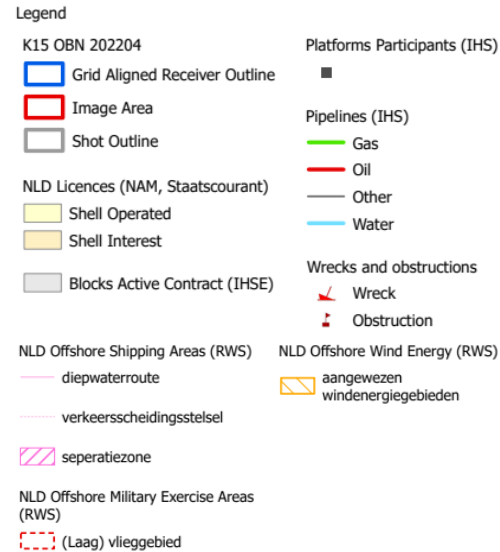 Legend
K15 OBN 202204
Grid Aligned Receiver Outline
Image Area
Shot Outline
NLD Licences (NAM, Staatscourant)
Shell Operated
Shell Interest
Blocks Active Contract (IHSE)
Platforms Participants (IHS)
Pipelines (IHS)
Gas
Oil
Other
Water
Wrecks and obstructions
Wreck
Obstruction
NLD Offshore Shipping Areas (RWS)
diepwaterroute
verkeersscheidingsstelsel
seperatiezone
NLD Offshore Wind Energy (RWS)
aangewezen
windenergiegebieden
NLD Offshore Military Exercise Areas
(RWS)
(Laag) vlieggebied